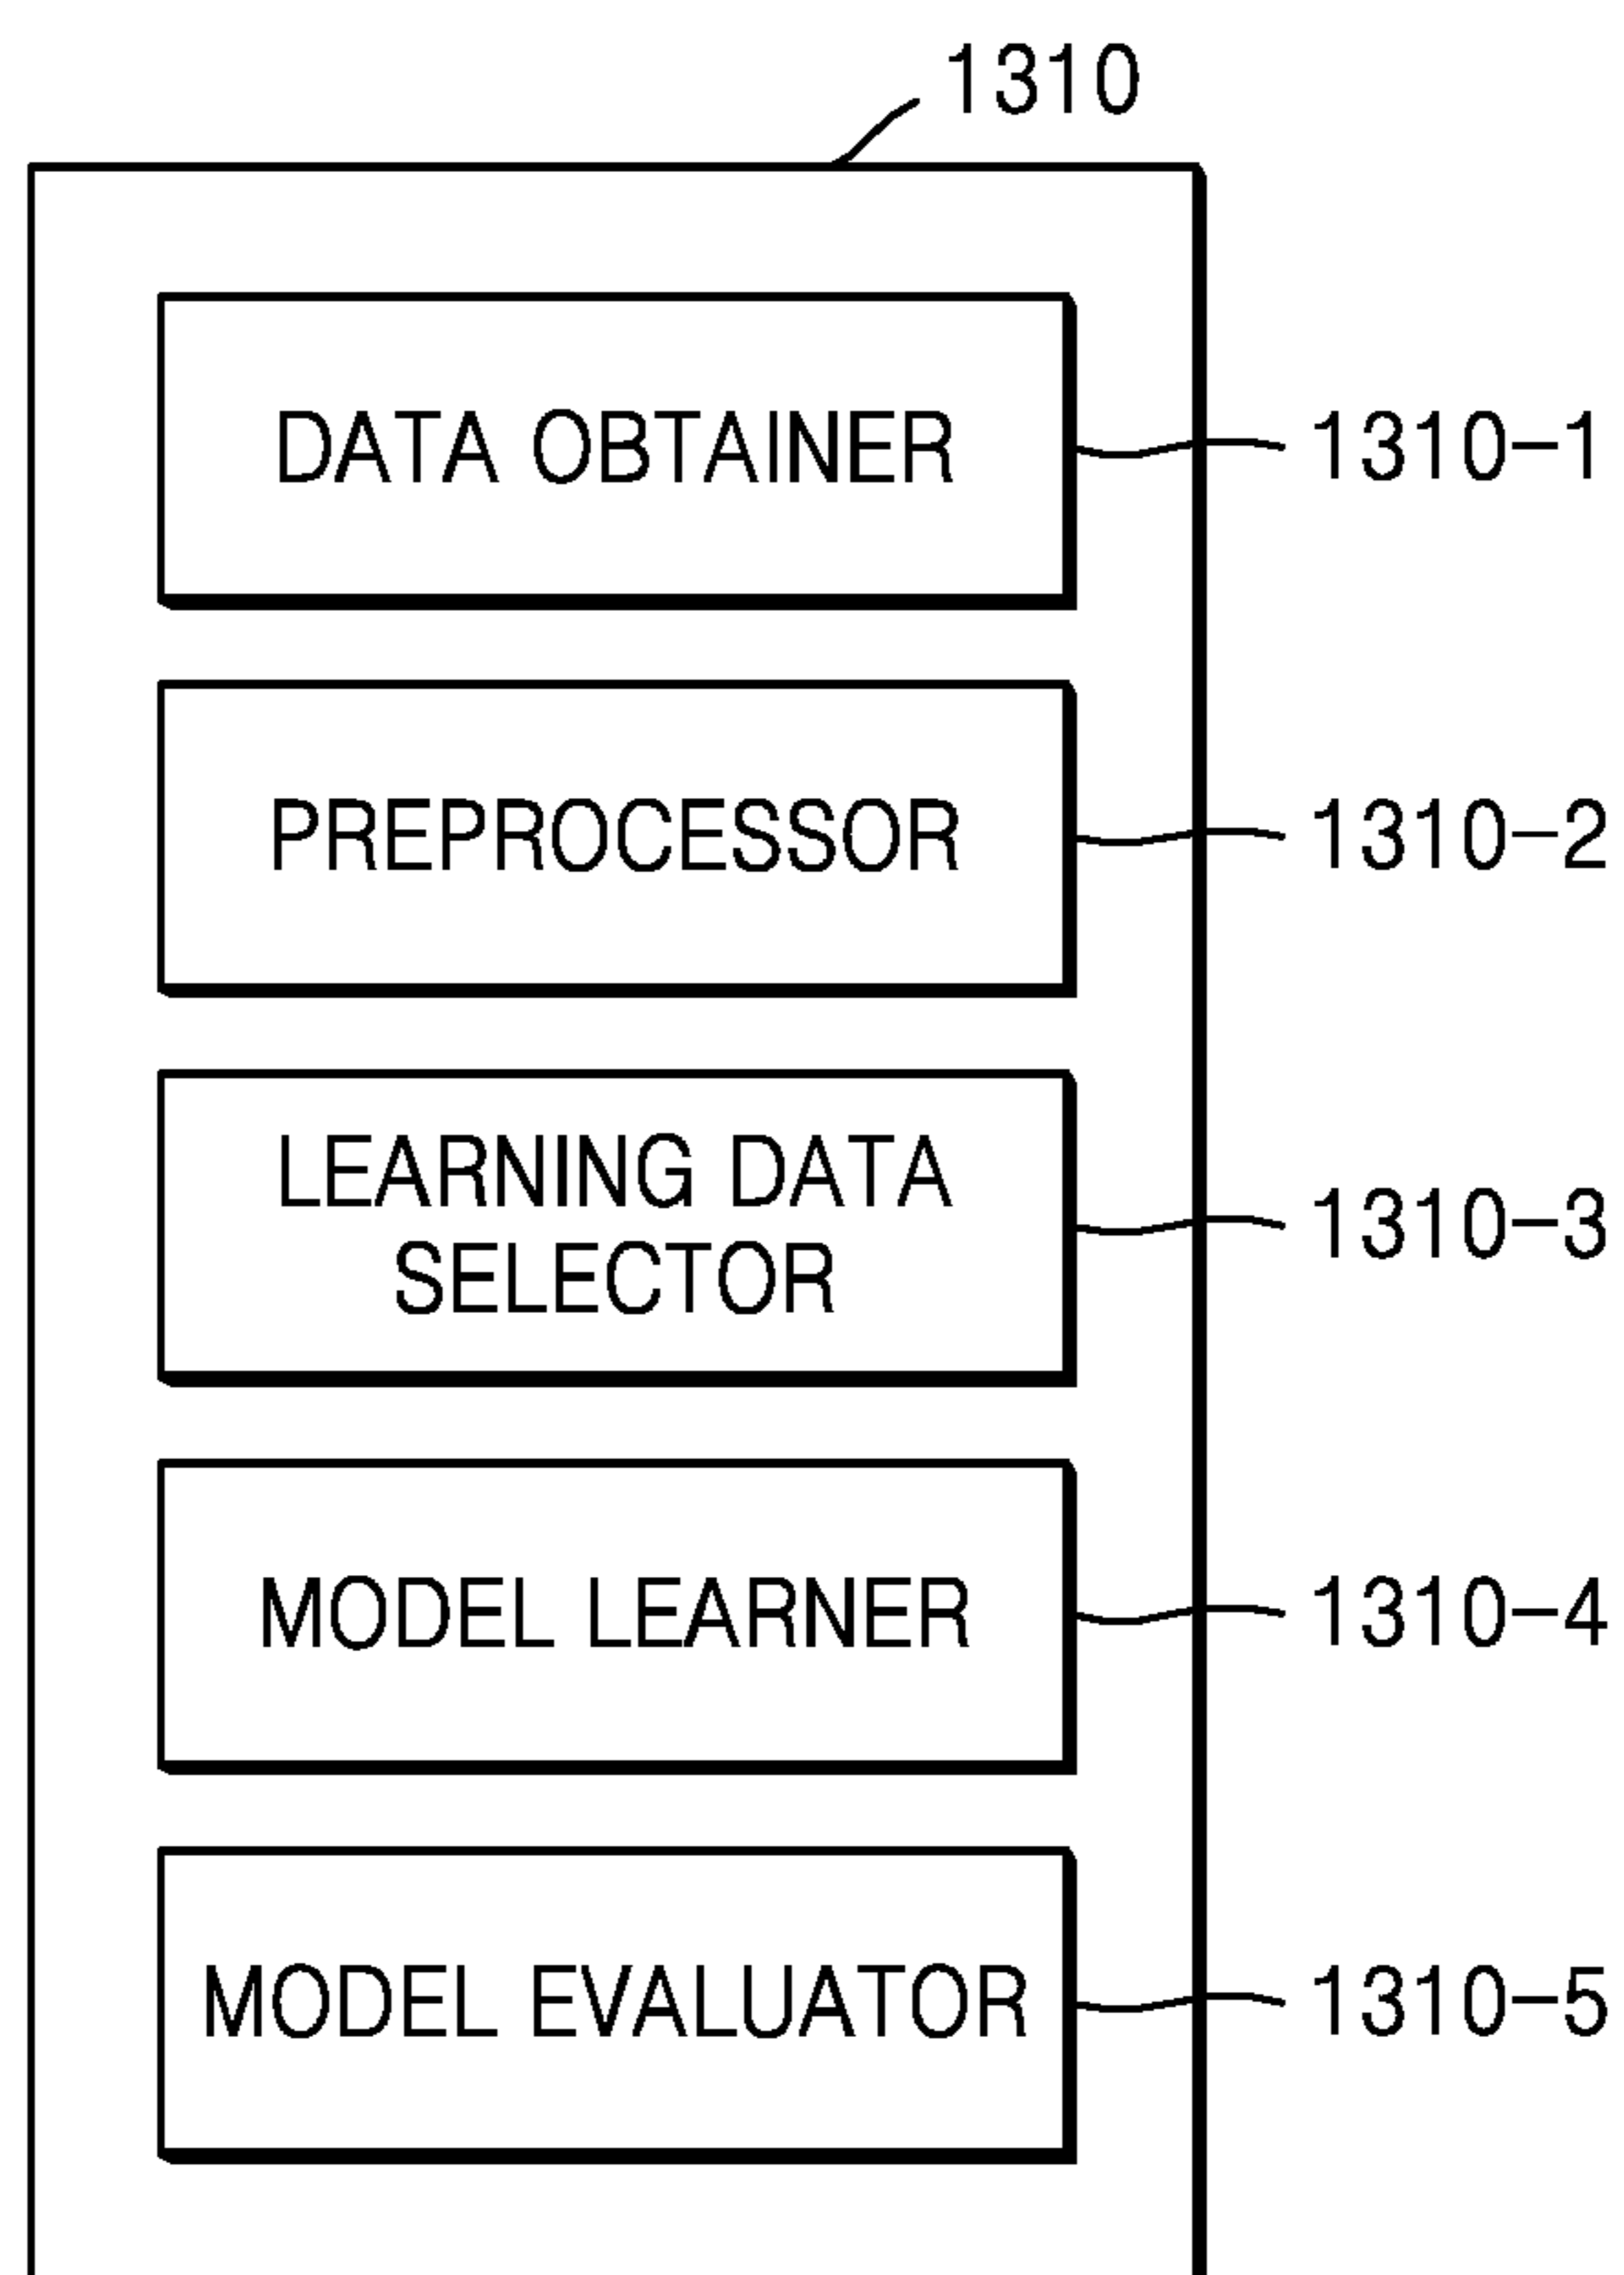 1310
DATA OBTAINER
1310-1
PREPROCESSOR
1310-2
LEARNING DATA
SELECTOR
1310-3
MODEL LEARNER
1310-4
MODEL EVALUATOR
1310-5